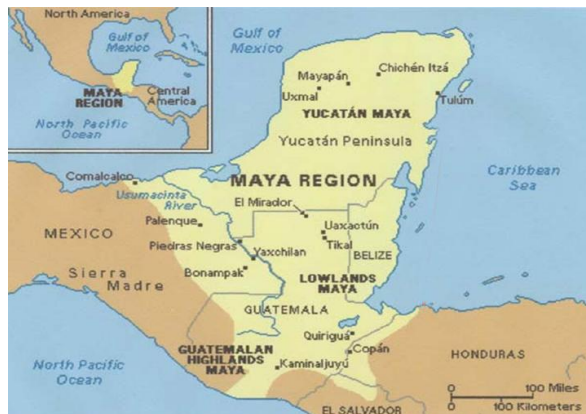 North America
Gulf of
Mexico
MAYA
REGION
Central
America
North Pacific
Ocean
Gulf of
Mexico
Mayapán
Chichén Itzá
Uxmal
Tulúm
YUCATÁN MAYA
Yucatán Peninsula
Caribbean
Sea
Comalcalco
MAYA REGION
Usumacinta
River
El Mirador
Palenque
Uaxactún
Tikal
MEXICO
Piedras Negras
Yaxchilan
BELIZE
Bonampak
Sierra
Madre
LOWLANDS
MAYA
GUATEMALA
Quiriguá
GUATEMALAN
HIGHLANDS
MAYA
Copán
HONDURAS
North Pacific
Ocean
Kaminaljuyú
0 100 Miles
0 100 Kilometers
EL SALVADOR